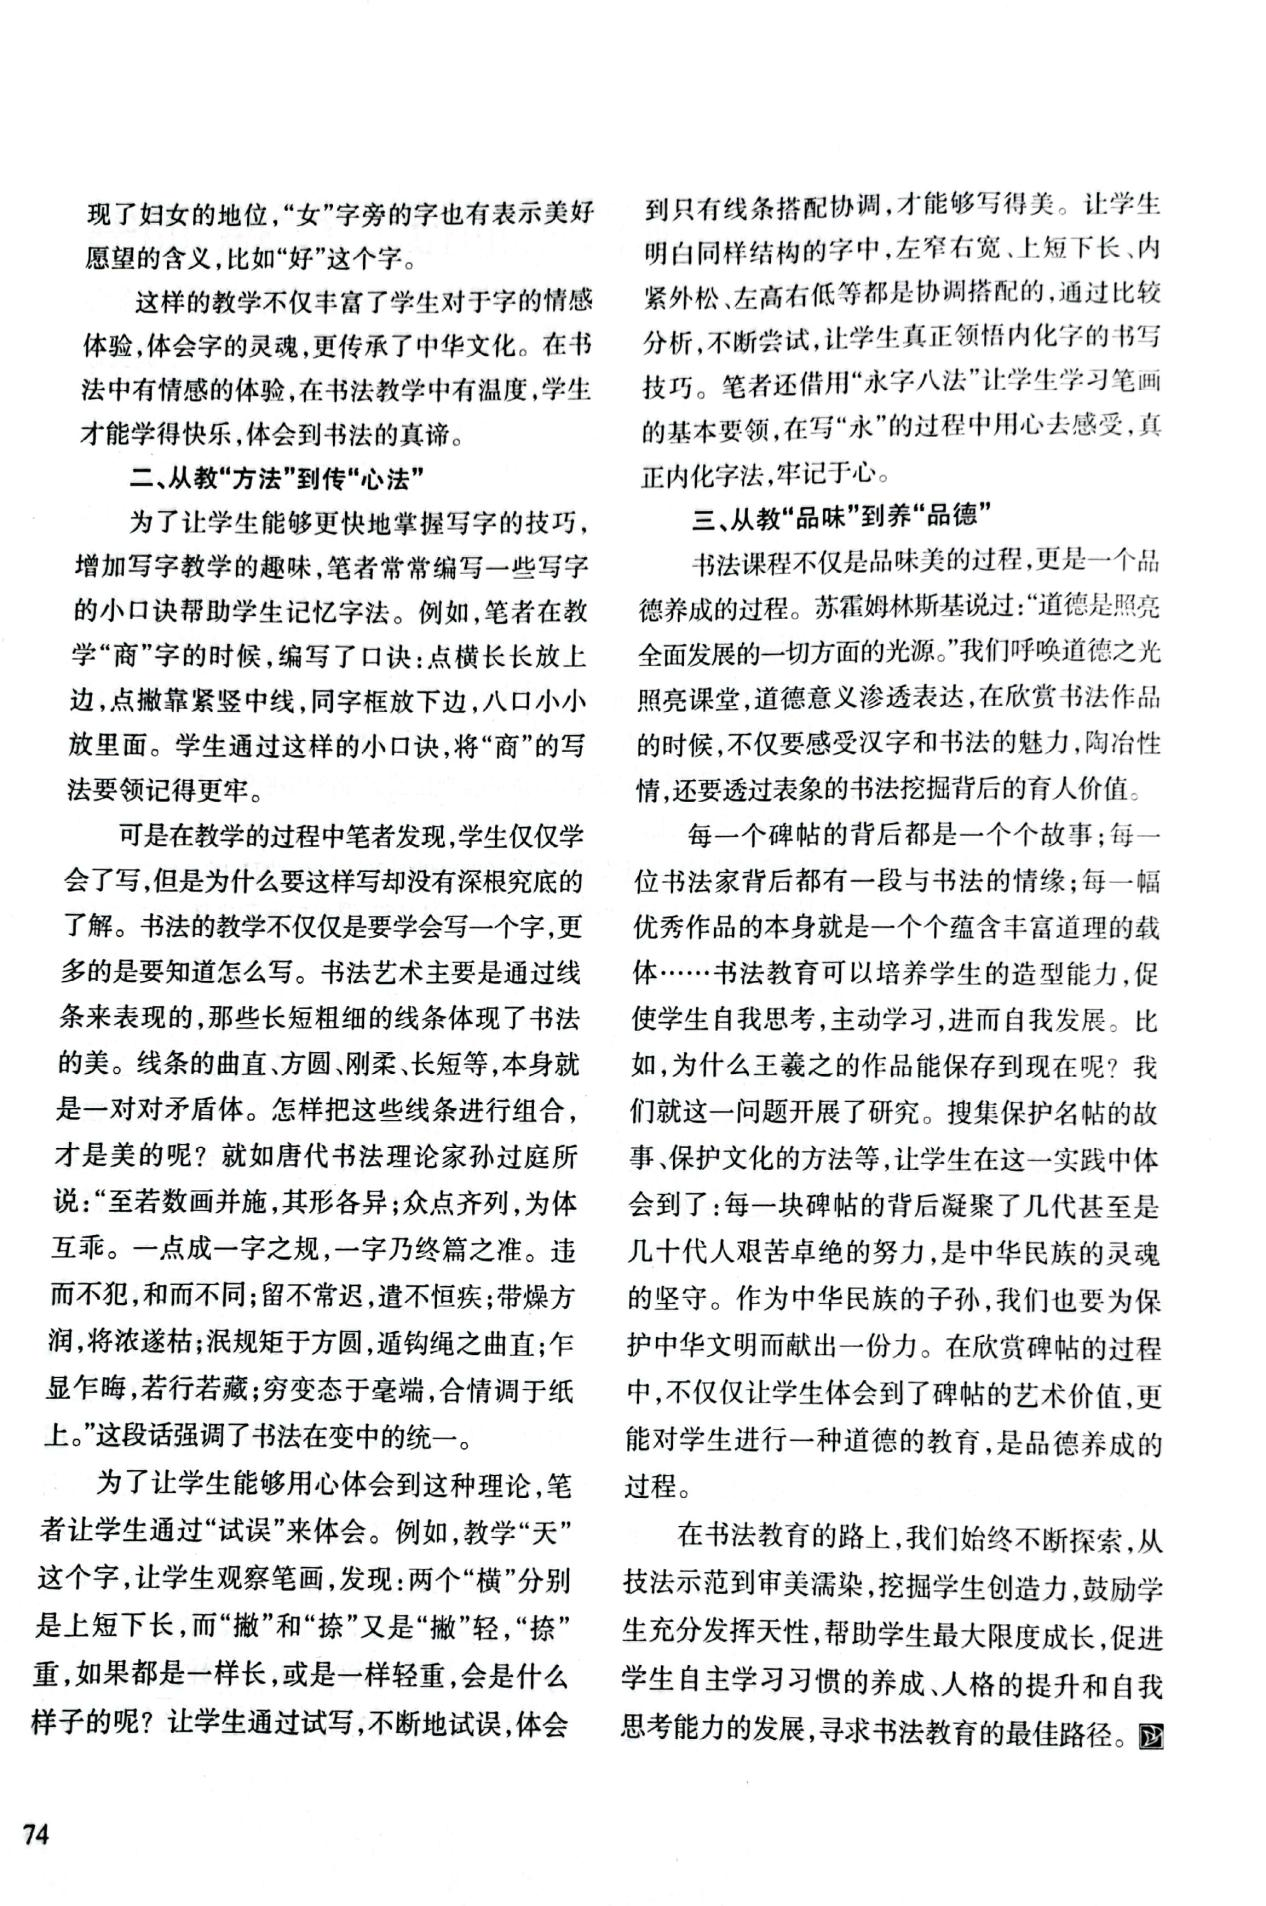 现了妇女的地位，“女”字旁的字也有表示美好
愿望的含义，比如“好”这个字。
这样的教学不仅丰富了学生对于字的情感
体验，体会字的灵魂，更传承了中华文化。在书
法中有情感的体验，在书法教学中有温度，学生
才能学得快乐，体会到书法的真谛。
二、从教“方法”到传“心法”
为了让学生能够更快地掌握写字的技巧，
增加写字教学的趣味，笔者常常编写一些写字
的小口诀帮助学生记忆字法。例如，笔者在教
学“商”字的时候，编写了口诀：点横长长放上
边，点撇靠紧竖中线，同字框放下边，八口小小
放里面。学生通过这样的小口诀，将“商”的写
法要领记得更牢。
可是在教学的过程中笔者发现，学生仅仅学
会了写，但是为什么要这样写却没有深根究底的
了解。书法的教学不仅仅是要学会写一个字，更
多的是要知道怎么写。书法艺术主要是通过线
条来表现的，那些长短粗细的线条体现了书法
的美。线条的曲直、方圆、刚柔、长短等，本身就
是一对对矛盾体。怎样把这些线条进行组合，
才是美的呢？就如唐代书法理论家孙过庭所
说：“至若数画并施，其形各异；众点齐列，为体
互乖。一点成一字之规，一字乃终篇之准。违
而不犯，和而不同；留不常迟，遣不恒疾；带燥方
润，将浓遂枯；泯规矩于方圆，遁钩绳之曲直；乍
显乍晦，若行若藏；穷变态于毫端，合情调于纸
上。”这段话强调了书法在变中的统一。
为了让学生能够用心体会到这种理论，笔
者让学生通过“试误”来体会。例如，教学“天”
这个字，让学生观察笔画，发现：两个“横”分别
是上短下长，而“撇”和“捺”又是“撇”轻，“捺”
重，如果都是一样长，或是一样轻重，会是什么
样子的呢？让学生通过试写，不断地试误，体会
到只有线条搭配协调，才能够写得美。让学生
明白同样结构的字中，左窄右宽、上短下长、内
紧外松、左高右低等都是协调搭配的，通过比较
分析，不断尝试，让学生真正领悟内化字的书写
技巧。笔者还借用“永字八法”让学生学习笔画
的基本要领，在写“永”的过程中用心去感受，真
正内化字法，牢记于心。
三、从教“品味”到养“品德”
书法课程不仅是品味美的过程，更是一个品
德养成的过程。苏霍姆林斯基说过：“道德是照亮
全面发展的一切方面的光源。”我们呼唤道德之光
照亮课堂，道德意义渗透表达，在欣赏书法作品
的时候，不仅要感受汉字和书法的魅力，陶冶性
情，还要透过表象的书法挖掘背后的育人价值。
每一个碑帖的背后都是一个个故事；每一
位书法家背后都有一段与书法的情缘；每一幅
优秀作品的本身就是一个个蕴含丰富道理的载
体……书法教育可以培养学生的造型能力，促
使学生自我思考，主动学习，进而自我发展。比
如，为什么王羲之的作品能保存到现在呢？我
们就这一问题开展了研究。搜集保护名帖的故
事、保护文化的方法等，让学生在这一实践中体
会到了：每一块碑帖的背后凝聚了几代甚至是
几十代人艰苦卓绝的努力，是中华民族的灵魂
的坚守。作为中华民族的子孙，我们也要为保
护中华文明而献出一份力。在欣赏碑帖的过程
中，不仅仅让学生体会到了碑帖的艺术价值，更
能对学生进行一种道德的教育，是品德养成的
过程。
在书法教育的路上，我们始终不断探索，从
技法示范到审美濡染，挖掘学生创造力，鼓励学
生充分发挥天性，帮助学生最大限度成长，促进
学生自主学习习惯的养成、人格的提升和自我
思考能力的发展，寻求书法教育的最佳路径。
74